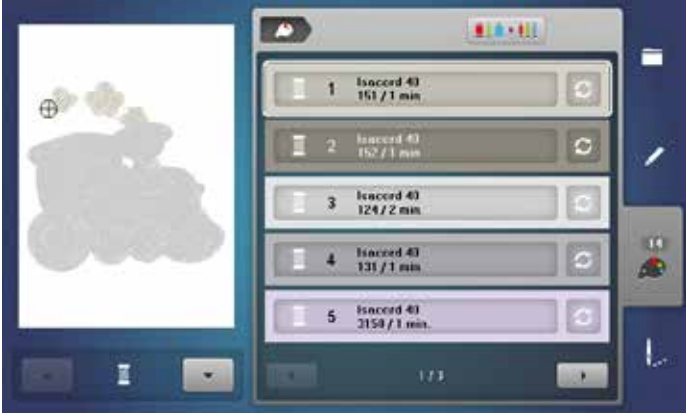 1
Isacord 40
151 / 1 min
2
Isacord 40
152 / 1 min
3
Isacord 40
124 / 2 min
4
Isacord 40
131 / 1 min
5
Isacord 40
3150 / 1 min.
14
1 / 3